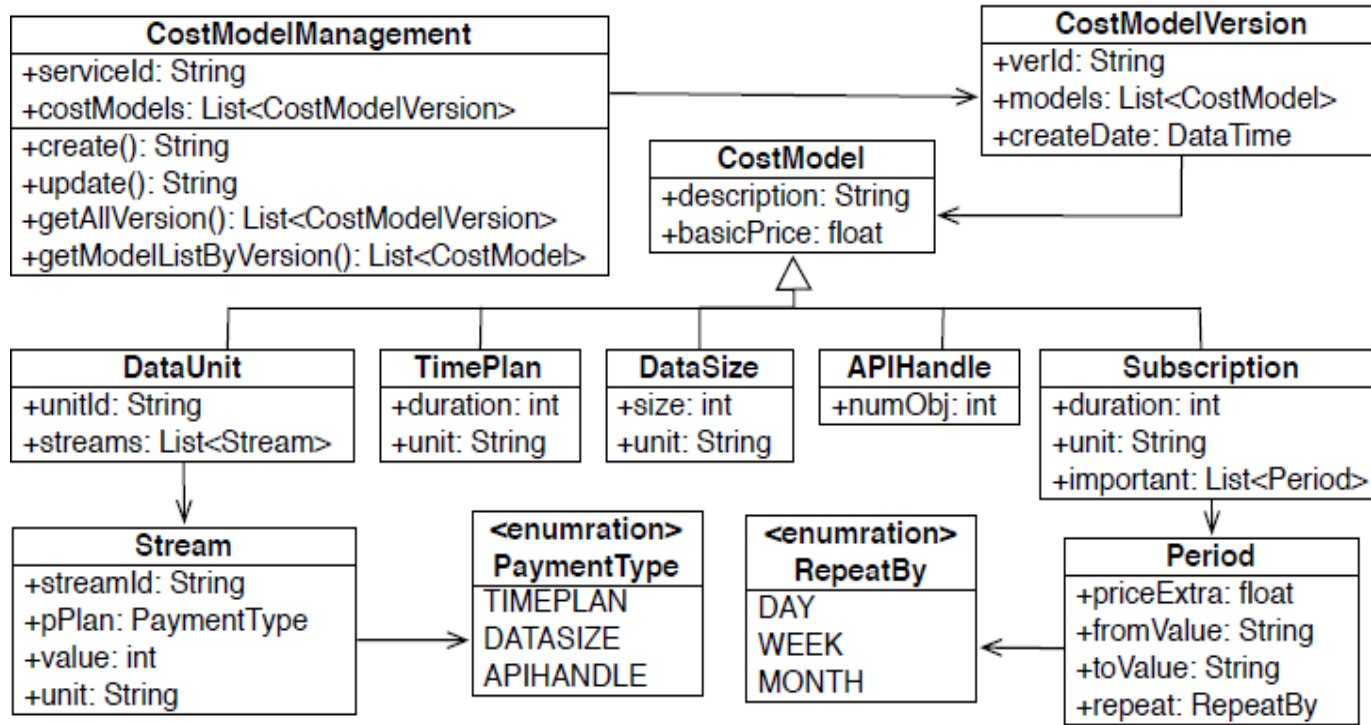 CostModelManagement
+serviceId: String
+costModels: List<CostModelVersion>
+create(): String
+update(): String
+getAllVersion(): List<CostModelVersion>
+getModelListByVersion(): List<CostModel>
CostModelVersion
+verId: String
+models: List<CostModel>
+createDate: DataTime
CostModel
+description: String
+basicPrice: float
DataUnit
+unitId: String
+streams: List<Stream>
TimePlan
+duration: int
+unit: String
DataSize
+size: int
+unit: String
APIHandle
+numObj: int
Subscription
+duration: int
+unit: String
+important: List<Period>
Stream
+streamId: String
+pPlan: PaymentType
+value: int
+unit: String
<enumration>
PaymentType
TIMEPLAN
DATASIZE
APIHANDLE
<enumration>
RepeatBy
DAY
WEEK
MONTH
Period
+priceExtra: float
+fromValue: String
+toValue: String
+repeat: RepeatBy